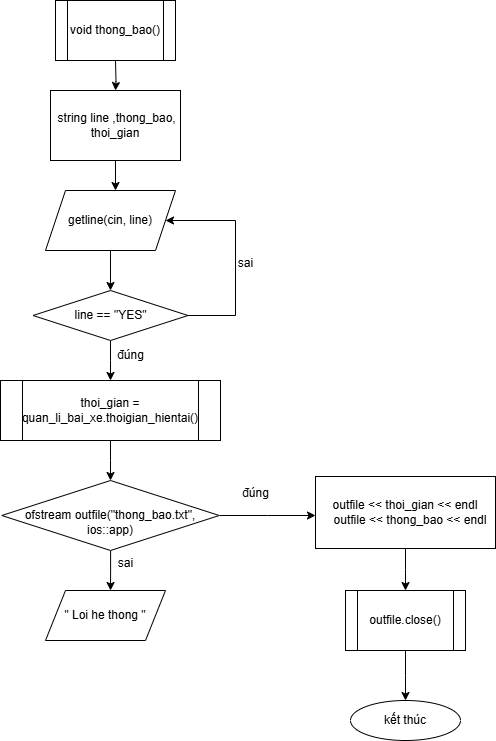 void thong_bao()
string line ,thong_bao,
thoi_gian
getline(cin, line)
sai
line == "YES"
đúng
thoi_gian =
quan_li_bai_xe.thoigian_hientai()
đúng
ofstream outfile("thong_bao.txt",
ios::app)
outfile << thoi_gian << endl
outfile << thong_bao << endl
sai
" Loi he thong "
outfile.close()
kết thúc